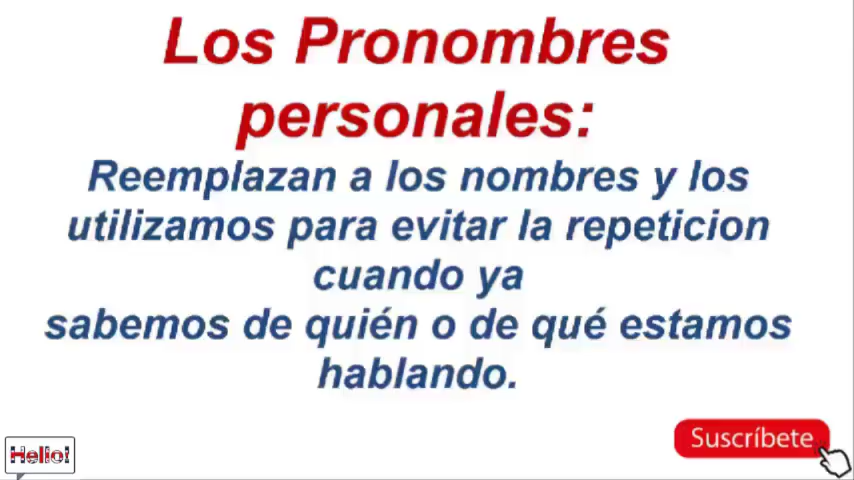 Los Pronombres
personales:
Reemplazan a los nombres y los
utilizamos para evitar la repeticion
cuando ya
sabemos de quién o de qué estamos
hablando.
Suscríbete
Hello!